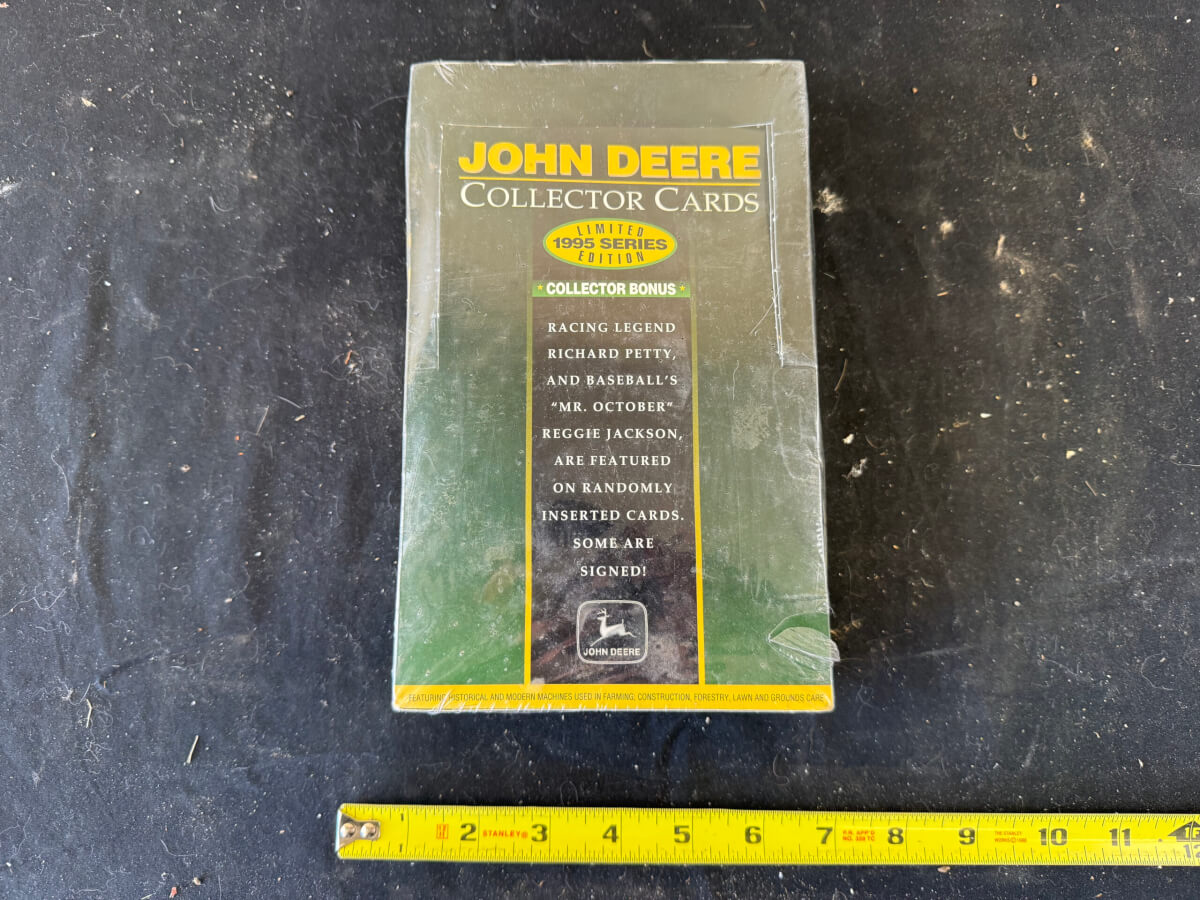 JOHN DEERE
COLLECTOR CARDS
LIMITED
1995 SERIES
EDITION
★ COLLECTOR BONUS ★
RACING LEGEND
RICHARD PETTY,
AND BASEBALL'S
"MR. OCTOBER"
REGGIE JACKSON,
ARE FEATURED
ON RANDOMLY
INSERTED CARDS.
SOME ARE
SIGNED!
JOHN DEERE
FEATURING HISTORICAL AND MODERN MACHINES USED IN FARMING, CONSTRUCTION, FORESTRY, LAWN AND GROUNDS CARE
1 2 STANLEY® 3 4 5 6 7 8 9 10 11 12